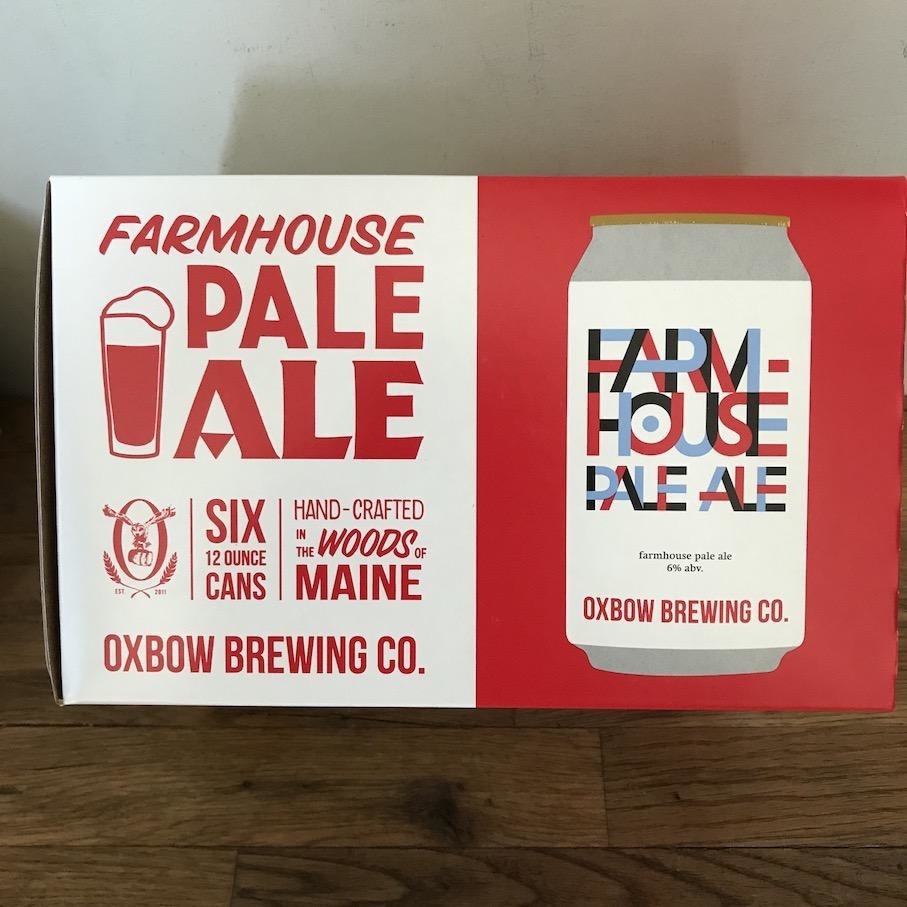 FARMHOUSE
PALE
ALE
EST. 2011
SIX
12 OUNCE
CANS
HAND-CRAFTED
IN THE WOODS OF
MAINE
OXBOW BREWING CO.
FARM-
HOUSE
PALE ALE
farmhouse pale ale
6% abv.
OXBOW BREWING CO.